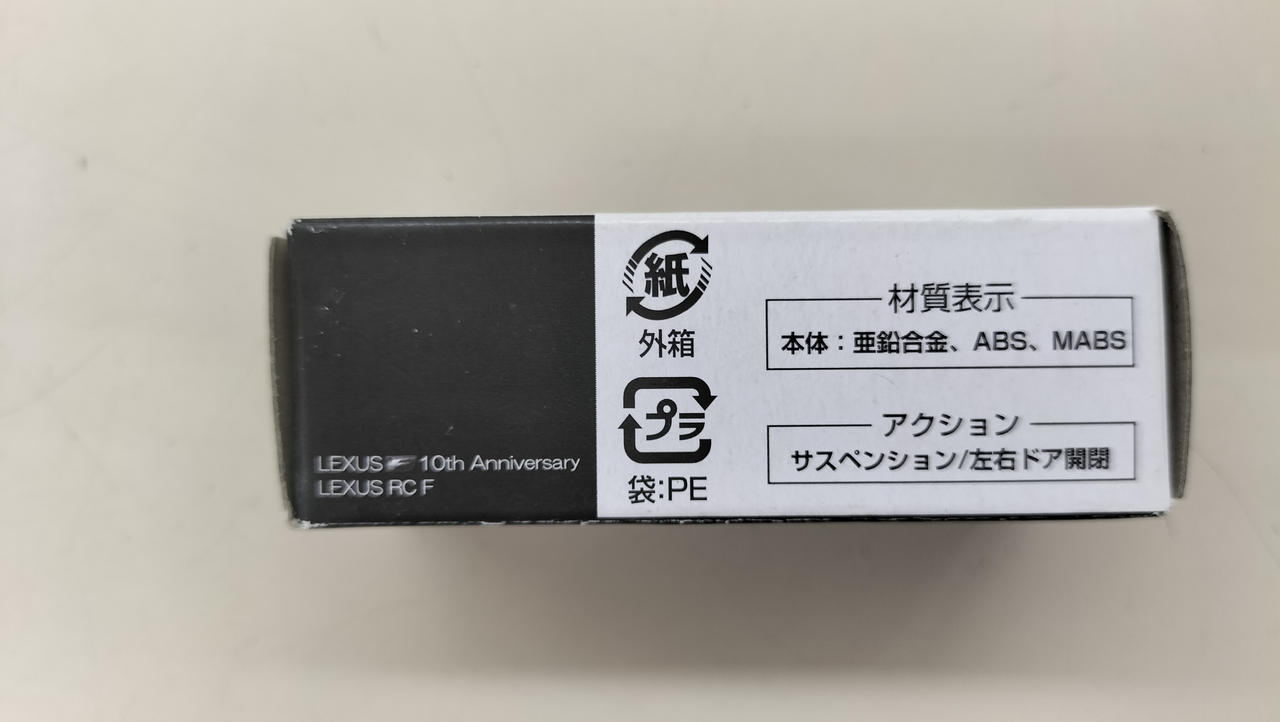 LEXUS F 10th Anniversary
LEXUS RC F
紙
外箱
プラ
袋:PE
材質表示
本体:亜鉛合金、ABS、MABS
アクション
サスペンション/左右ドア開閉